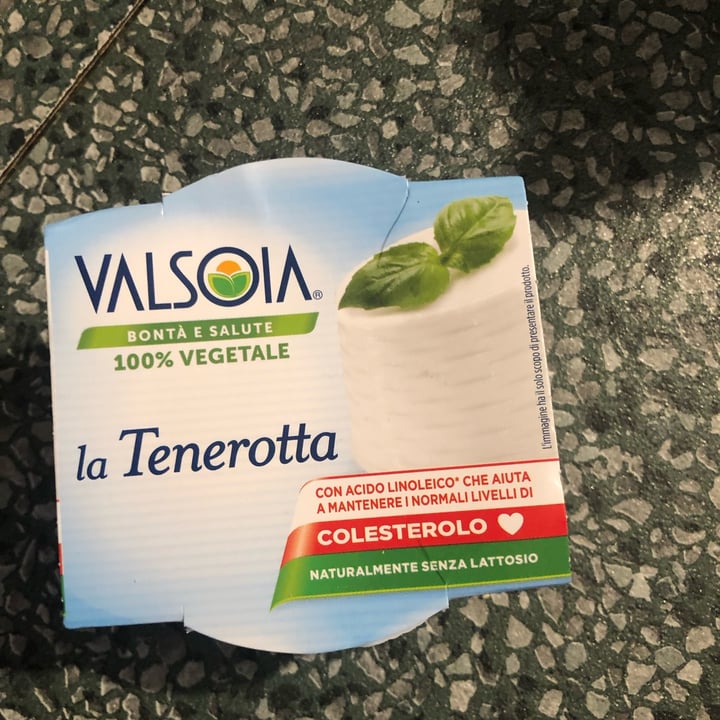 VALSOIA®
BONTÀ E SALUTE
100% VEGETALE
la Tenerotta
CON ACIDO LINOLEICO* CHE AIUTA
A MANTENERE I NORMALI LIVELLI DI
COLESTEROLO
NATURALMENTE SENZA LATTOSIO
L'immagine ha il solo scopo di presentare il prodotto.